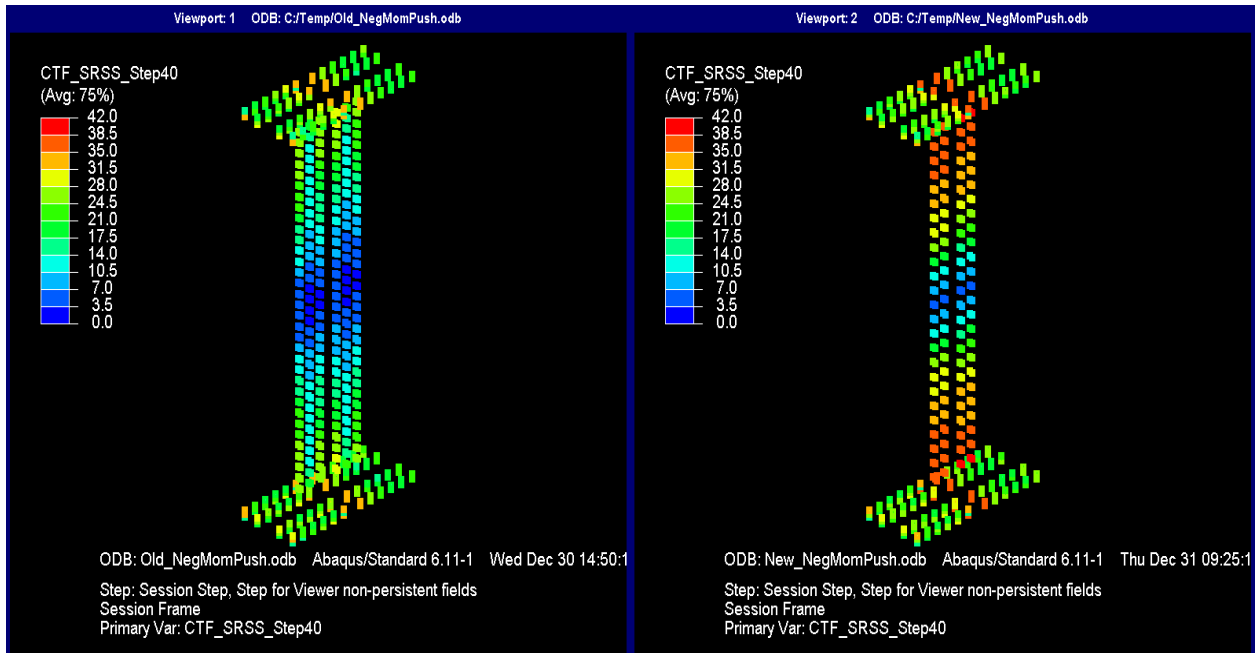 Viewport: 1 ODB: C:/Temp/Old_NegMomPush.odb
CTF_SRSS_Step40
(Avg: 75%)
42.0
38.5
35.0
31.5
28.0
24.5
21.0
17.5
14.0
10.5
7.0
3.5
0.0
ODB: Old_NegMomPush.odb Abaqus/Standard 6.11-1 Wed Dec 30 14:50:1
Step: Session Step, Step for Viewer non-persistent fields
Session Frame
Primary Var: CTF_SRSS_Step40
Viewport: 2 ODB: C:/Temp/New_NegMomPush.odb
CTF_SRSS_Step40
(Avg: 75%)
42.0
38.5
35.0
31.5
28.0
24.5
21.0
17.5
14.0
10.5
7.0
3.5
0.0
ODB: New_NegMomPush.odb Abaqus/Standard 6.11-1 Thu Dec 31 09:25:1
Step: Session Step, Step for Viewer non-persistent fields
Session Frame
Primary Var: CTF_SRSS_Step40